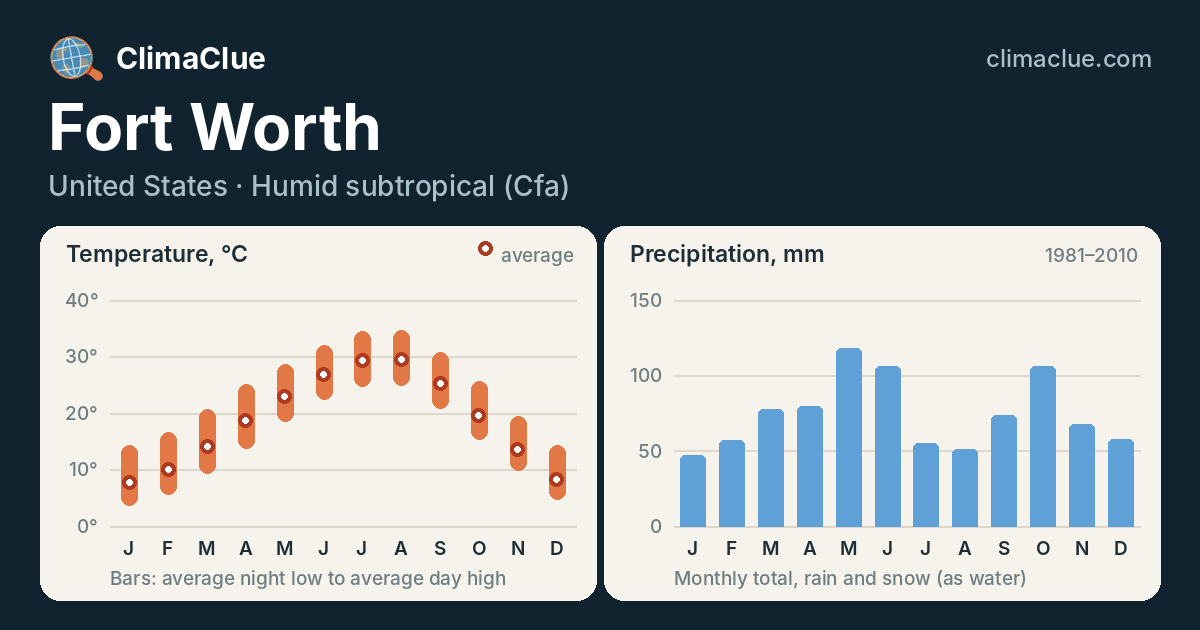 ClimaClue
climaclue.com
Fort Worth
United States · Humid subtropical (Cfa)
Temperature, °C
average
40°
30°
20°
10°
0°
J F M A M J J A S O N D
Bars: average night low to average day high
Precipitation, mm
1981–2010
150
100
50
0
J F M A M J J A S O N D
Monthly total, rain and snow (as water)